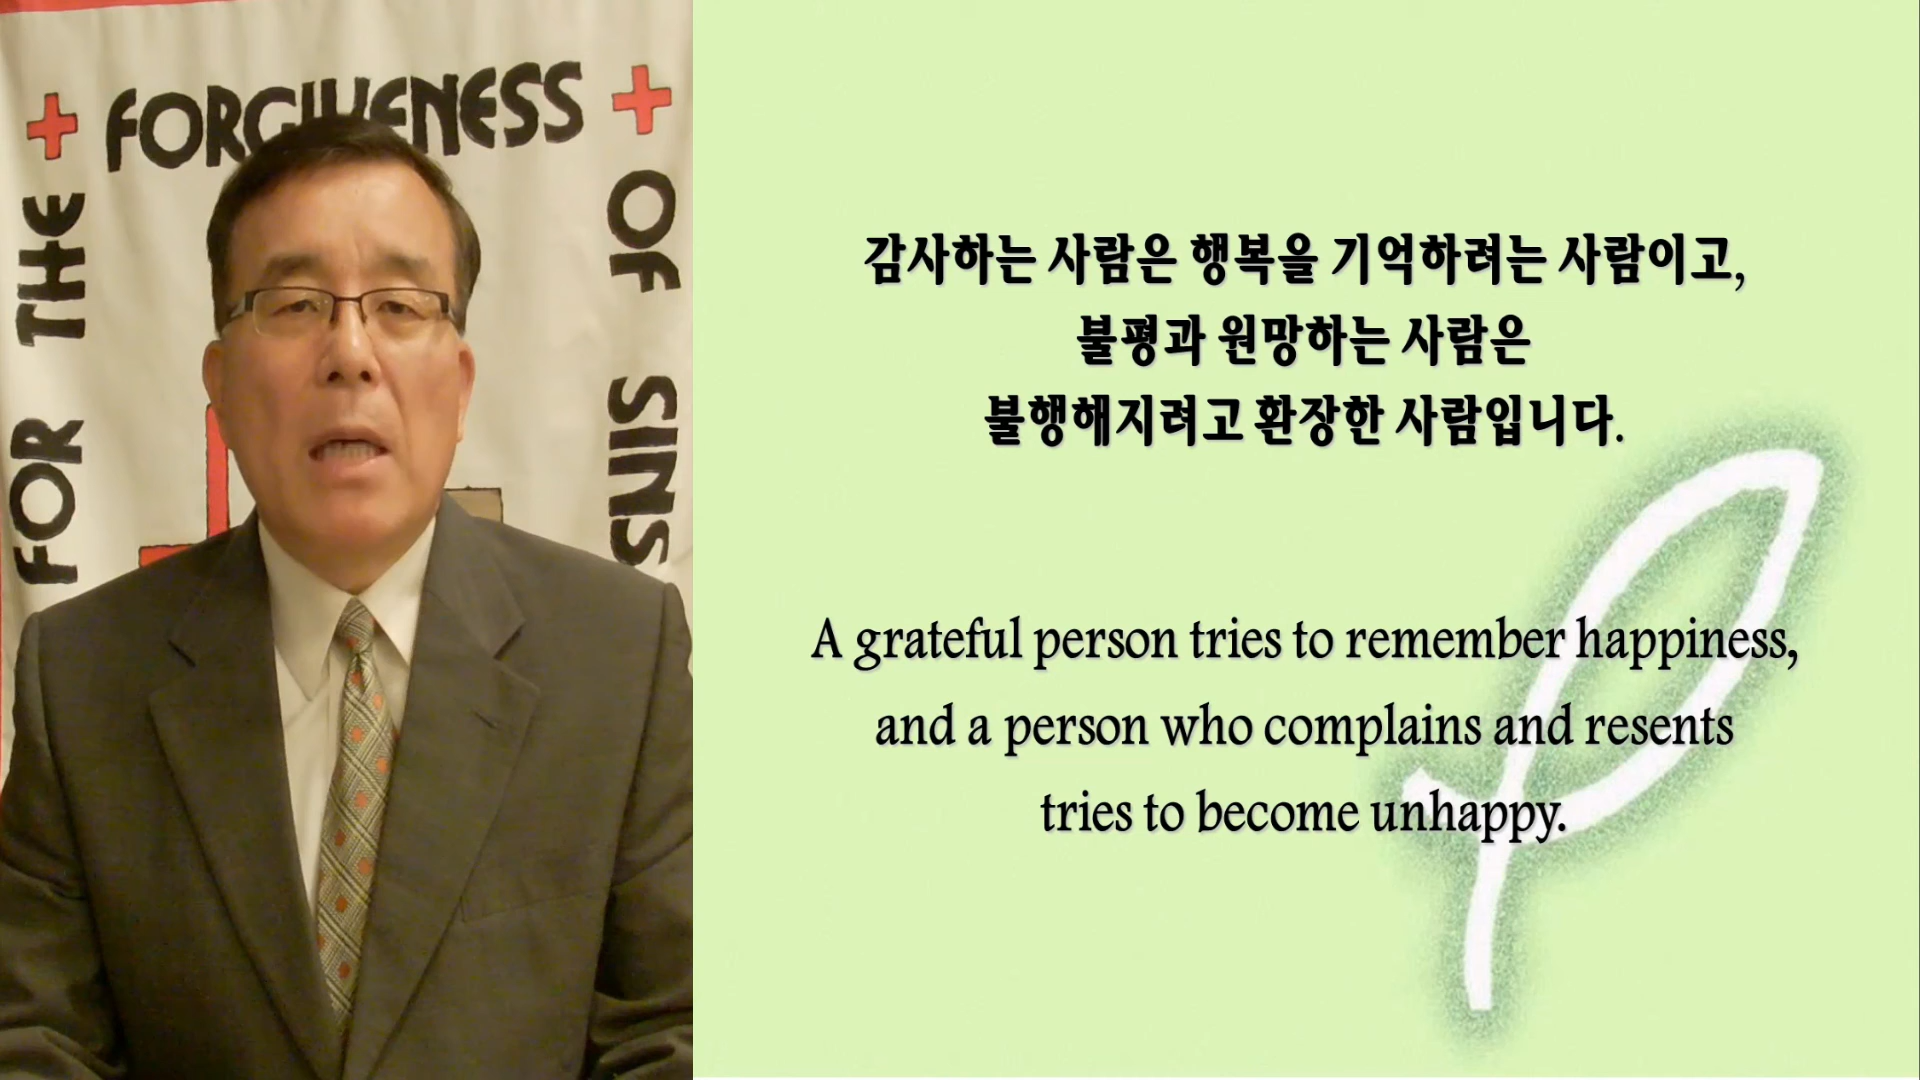 FOR THE
+ FORGIVENESS +
OF SINS
감사하는 사람은 행복을 기억하려는 사람이고,
불평과 원망하는 사람은
불행해지려고 환장한 사람입니다.
A grateful person tries to remember happiness,
and a person who complains and resents
tries to become unhappy.